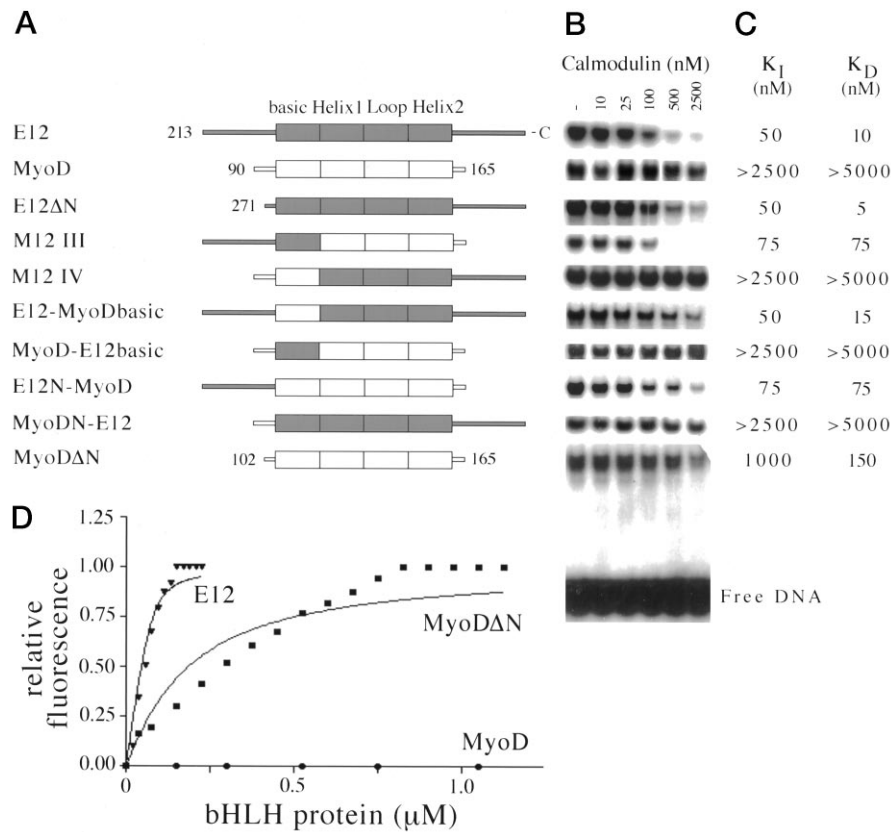 A
B
C
Calmodulin (nM)
- 10 25 100 500 2500
K_I (nM)
K_D (nM)
basic Helix1 Loop Helix2
E12 213 -C 50 10
MyoD 90 165 >2500 >5000
E12ΔN 271 50 5
M12 III 75 75
M12 IV >2500 >5000
E12-MyoDbasic 50 15
MyoD-E12basic >2500 >5000
E12N-MyoD 75 75
MyoDN-E12 >2500 >5000
MyoDΔN 102 165 1000 150
Free DNA
D
relative fluorescence
1.25
1.00
0.75
0.50
0.25
0.00
E12
MyoDΔN
MyoD
0 0.5 1.0
bHLH protein (μM)